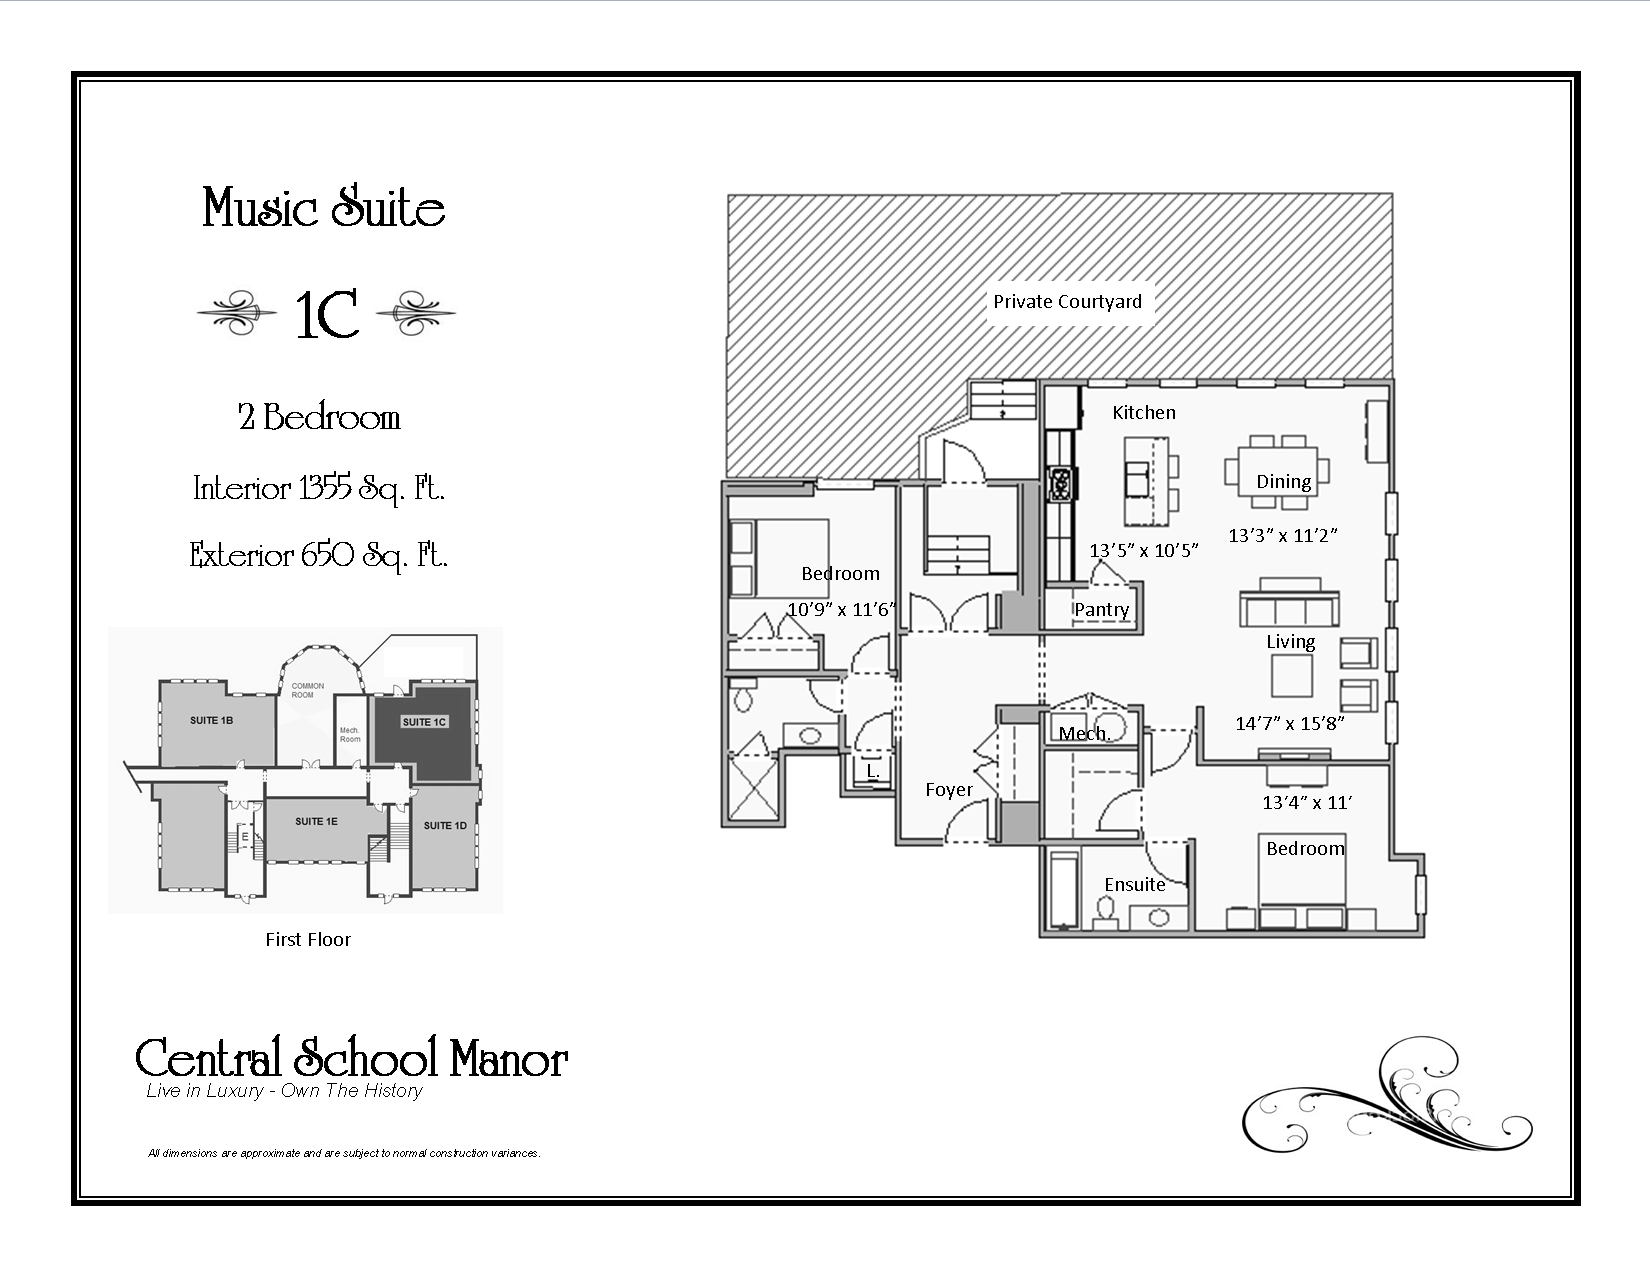 Music Suite
1C
2 Bedroom
Interior 1355 Sq. Ft.
Exterior 650 Sq. Ft.
COMMON
ROOM
SUITE 1B
SUITE 1C
Mech.
Room
SUITE 1E
SUITE 1D
E
First Floor
Central School Manor
Live in Luxury - Own The History
All dimensions are approximate and are subject to normal construction variances.
Private Courtyard
Kitchen
Dining
13’3” x 11’2”
13’5” x 10’5”
Bedroom
10’9” x 11’6”
Pantry
Living
14’7” x 15’8”
Mech.
L.
Foyer
13’4” x 11’
Bedroom
Ensuite